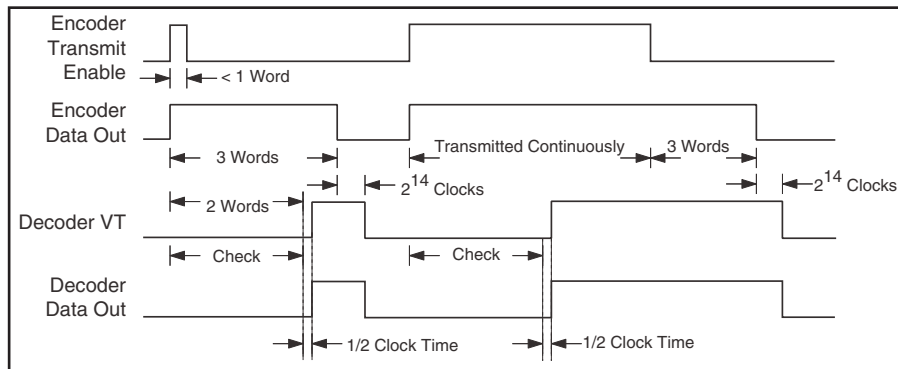 Encoder
Transmit
Enable
< 1 Word
Encoder
Data Out
3 Words
Transmitted Continuously
3 Words
2^14 Clocks
2^14 Clocks
2 Words
Decoder VT
Check
Check
Decoder
Data Out
1/2 Clock Time
1/2 Clock Time